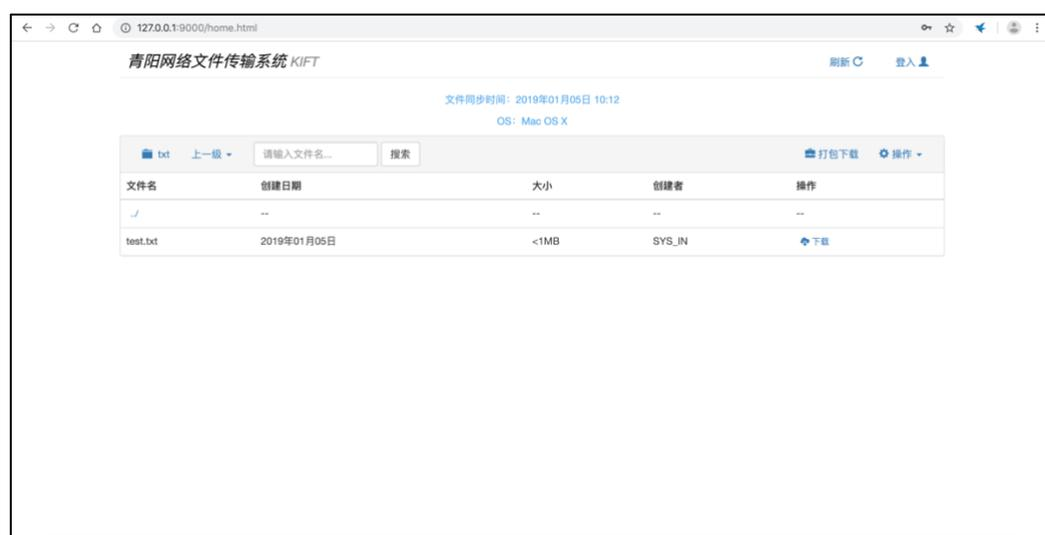 127.0.0.1:9000/home.html
青阳网络文件传输系统 KIFT 刷新 登入
文件同步时间：2019年01月05日 10:12
OS：Mac OS X
txt 上一级 请输入文件名... 搜索 打包下载 操作
文件名 创建日期 大小 创建者 操作
../ -- -- -- --
test.txt 2019年01月05日 <1MB SYS_IN 下载